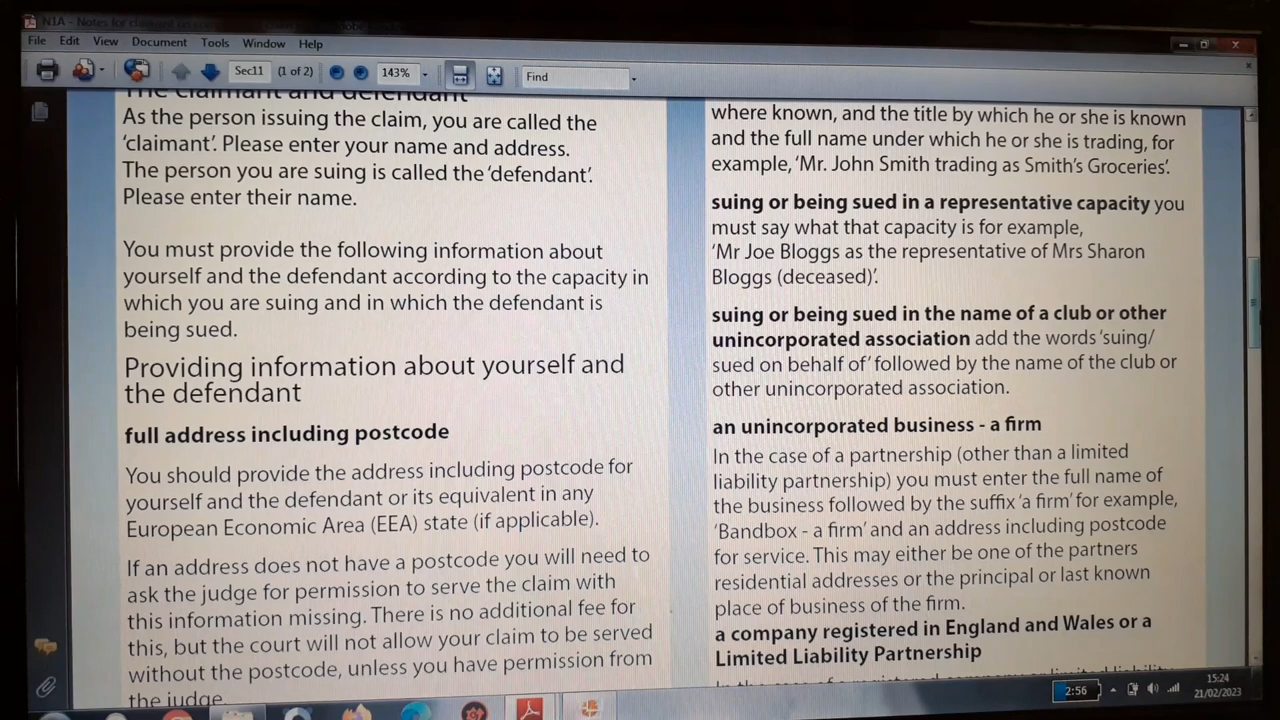 N1A - Notes for claimant
File Edit View Document Tools Window Help
Sec11 (1 of 2) 143% Find
The claimant and defendant
As the person issuing the claim, you are called the
‘claimant’. Please enter your name and address.
The person you are suing is called the ‘defendant’.
Please enter their name.
You must provide the following information about
yourself and the defendant according to the capacity in
which you are suing and in which the defendant is
being sued.
Providing information about yourself and
the defendant
full address including postcode
You should provide the address including postcode for
yourself and the defendant or its equivalent in any
European Economic Area (EEA) state (if applicable).
If an address does not have a postcode you will need to
ask the judge for permission to serve the claim with
this information missing. There is no additional fee for
this, but the court will not allow your claim to be served
without the postcode, unless you have permission from
the judge.
where known, and the title by which he or she is known
and the full name under which he or she is trading, for
example, ‘Mr. John Smith trading as Smith’s Groceries’.
suing or being sued in a representative capacity you
must say what that capacity is for example,
‘Mr Joe Bloggs as the representative of Mrs Sharon
Bloggs (deceased)’.
suing or being sued in the name of a club or other
unincorporated association add the words ‘suing/
sued on behalf of’ followed by the name of the club or
other unincorporated association.
an unincorporated business - a firm
In the case of a partnership (other than a limited
liability partnership) you must enter the full name of
the business followed by the suffix ‘a firm’ for example,
‘Bandbox - a firm’ and an address including postcode
for service. This may either be one of the partners
residential addresses or the principal or last known
place of business of the firm.
a company registered in England and Wales or a
Limited Liability Partnership
2:56
15:24
21/02/2023